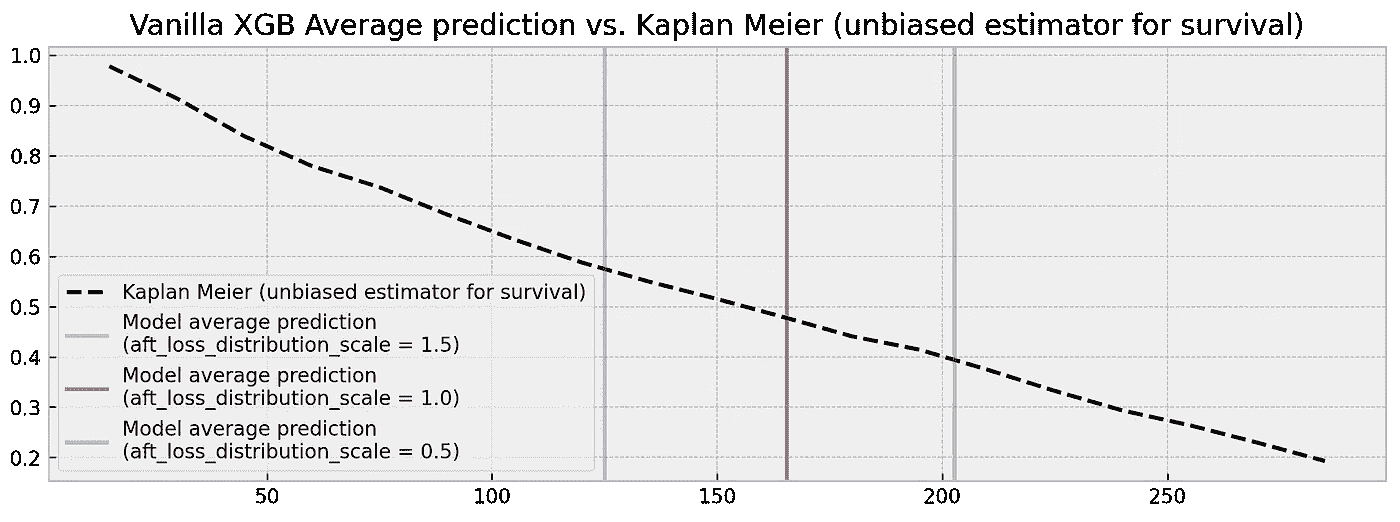 Vanilla XGB Average prediction vs. Kaplan Meier (unbiased estimator for survival)
1.0
0.9
0.8
0.7
0.6
0.5
0.4
0.3
0.2
Kaplan Meier (unbiased estimator for survival)
Model average prediction
(aft_loss_distribution_scale = 1.5)
Model average prediction
(aft_loss_distribution_scale = 1.0)
Model average prediction
(aft_loss_distribution_scale = 0.5)
50
100
150
200
250